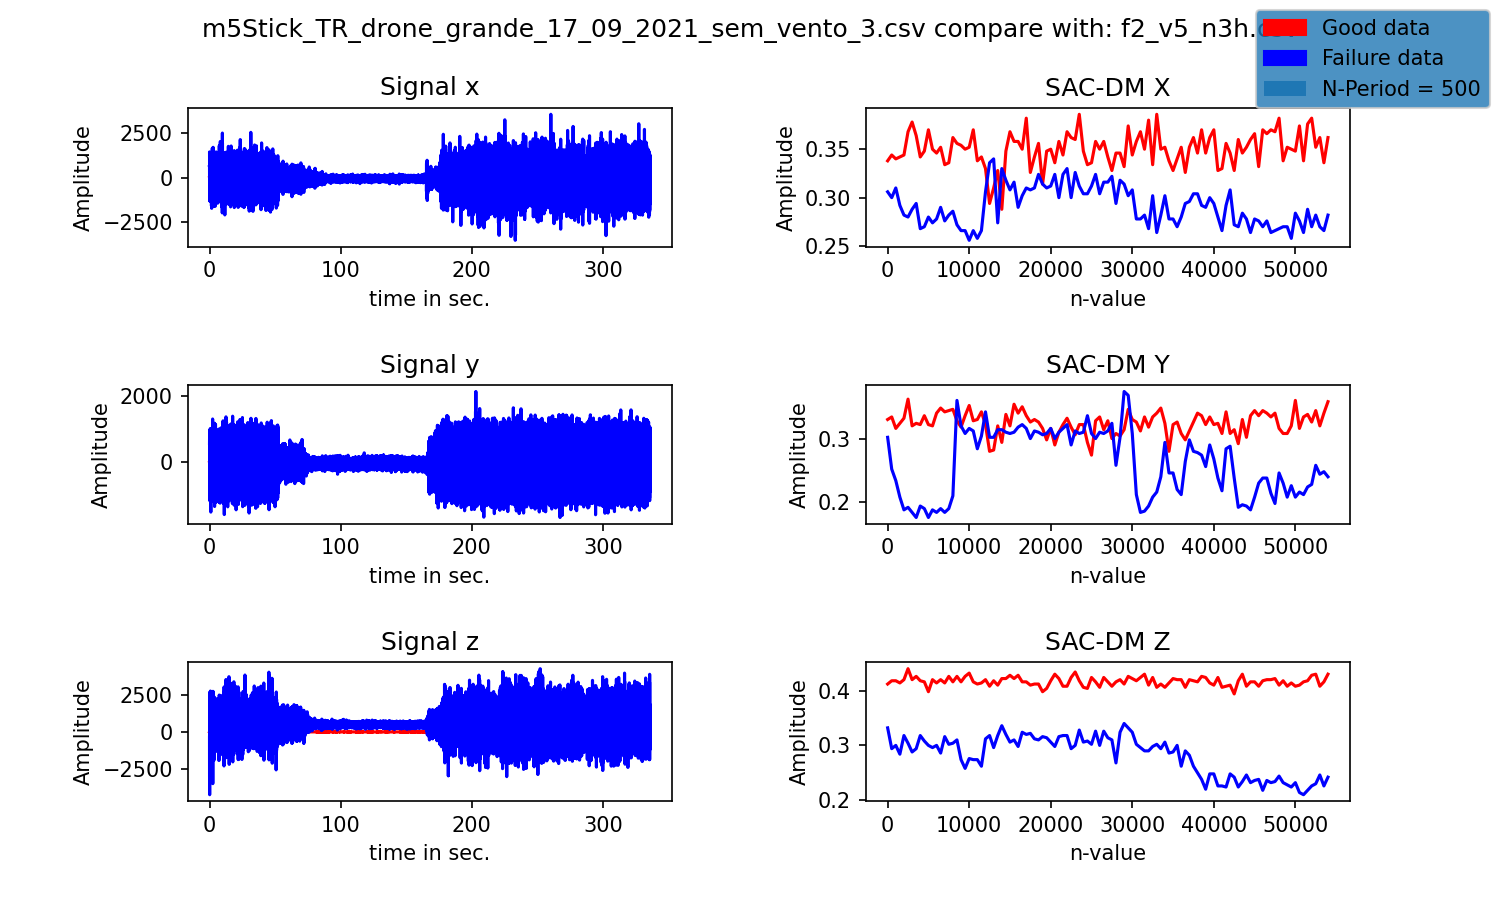 m5Stick_TR_drone_grande_17_09_2021_sem_vento_3.csv compare with: f2_v5_n3h.csv
Good data
Failure data
N-Period = 500
Signal x
Amplitude
2500
0
−2500
0 100 200 300
time in sec.
SAC-DM X
Amplitude
0.35
0.30
0.25
0 10000 20000 30000 40000 50000
n-value
Signal y
Amplitude
2000
0
0 100 200 300
time in sec.
SAC-DM Y
Amplitude
0.3
0.2
0 10000 20000 30000 40000 50000
n-value
Signal z
Amplitude
2500
0
−2500
0 100 200 300
time in sec.
SAC-DM Z
Amplitude
0.4
0.3
0.2
0 10000 20000 30000 40000 50000
n-value